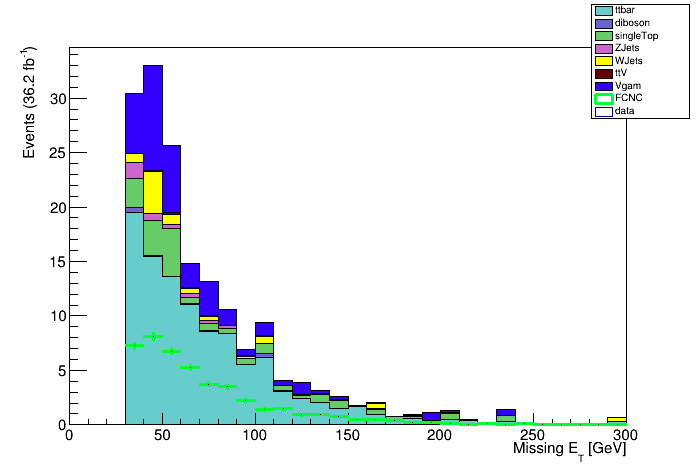 ttbar
diboson
singleTop
ZJets
WJets
ttV
Vgam
FCNC
data
Events (36.2 fb⁻¹)
30
25
20
15
10
5
0
0 50 100 150 200 250 300
Missing E_T [GeV]